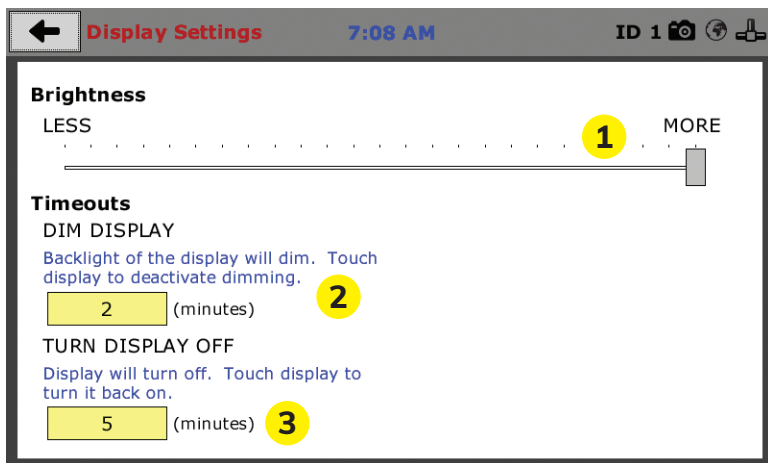 Display Settings 7:08 AM ID 1
Brightness
LESS MORE
1
Timeouts
DIM DISPLAY
Backlight of the display will dim. Touch
display to deactivate dimming.
2
2 (minutes)
TURN DISPLAY OFF
Display will turn off. Touch display to
turn it back on.
5 (minutes) 3